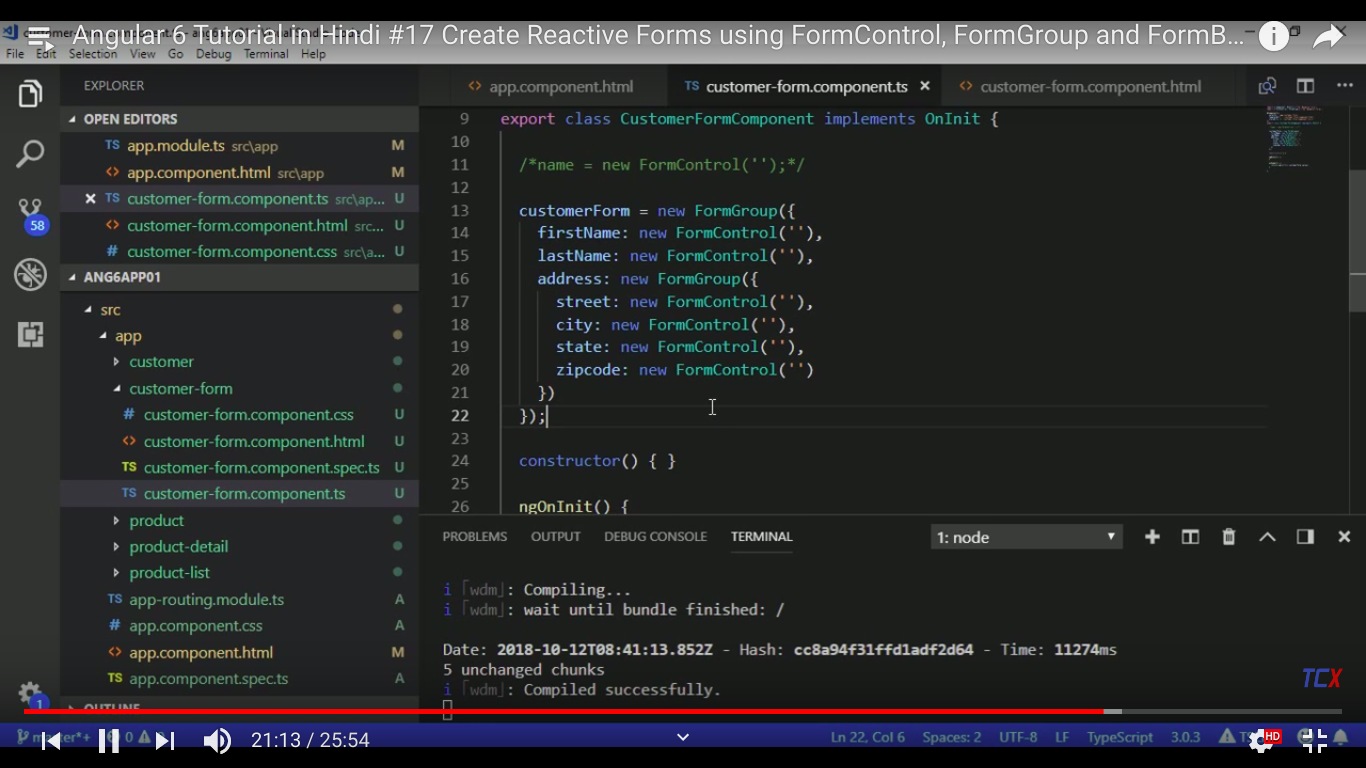 Angular 6 Tutorial in Hindi #17 Create Reactive Forms using FormControl, FormGroup and FormB...
File Edit Selection View Go Debug Terminal Help
EXPLORER
OPEN EDITORS
TS app.module.ts src\app M
<> app.component.html src\app M
× TS customer-form.component.ts src\ap... U
<> customer-form.component.html src... U
# customer-form.component.css src\a... U
58
ANG6APP01
src
app
customer
customer-form
# customer-form.component.css U
<> customer-form.component.html U
TS customer-form.component.spec.ts U
TS customer-form.component.ts U
product
product-detail
product-list
TS app-routing.module.ts A
# app.component.css A
<> app.component.html M
TS app.component.spec.ts A
OUTLINE
1
<> app.component.html TS customer-form.component.ts × <> customer-form.component.html
9 export class CustomerFormComponent implements OnInit {
10
11 /*name = new FormControl('');*/
12
13 customerForm = new FormGroup({
14 firstName: new FormControl(''),
15 lastName: new FormControl(''),
16 address: new FormGroup({
17 street: new FormControl(''),
18 city: new FormControl(''),
19 state: new FormControl(''),
20 zipcode: new FormControl('')
21 })
22 });
23
24 constructor() { }
25
26 ngOnInit() {
PROBLEMS OUTPUT DEBUG CONSOLE TERMINAL 1: node
i ｢wdm｣: Compiling...
i ｢wdm｣: wait until bundle finished: /
Date: 2018-10-12T08:41:13.852Z - Hash: cc8a94f31ffd1adf2d64 - Time: 11274ms
5 unchanged chunks
i ｢wdm｣: Compiled successfully.
TCX
21:13 / 25:54
0
Ln 22, Col 6 Spaces: 2 UTF-8 LF TypeScript 3.0.3
HD